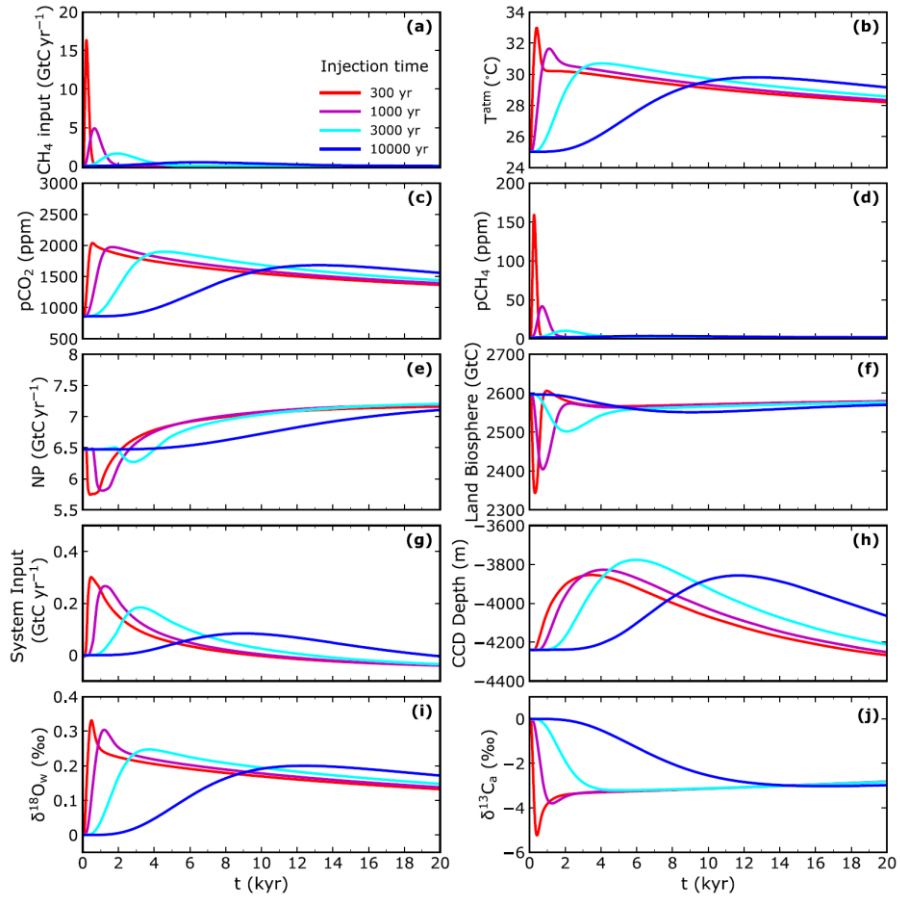 (a)
CH₄ input (GtC yr⁻¹)
20
15
10
5
0
Injection time
300 yr
1000 yr
3000 yr
10000 yr
(b)
Tᵃᵗᵐ (°C)
34
32
30
28
26
24
(c)
pCO₂ (ppm)
3000
2500
2000
1500
1000
500
(d)
pCH₄ (ppm)
200
150
100
50
0
(e)
NP (GtC yr⁻¹)
8
7.5
7
6.5
6
5.5
(f)
Land Biosphere (GtC)
2700
2600
2500
2400
2300
(g)
System Input
(GtC yr⁻¹)
0.4
0.2
0
(h)
CCD Depth (m)
−3600
−3800
−4000
−4200
−4400
(i)
δ¹⁸O_w (‰)
0.4
0.3
0.2
0.1
0
0 2 4 6 8 10 12 14 16 18 20
t (kyr)
(j)
δ¹³Cₐ (‰)
0
−2
−4
−6
0 2 4 6 8 10 12 14 16 18 20
t (kyr)